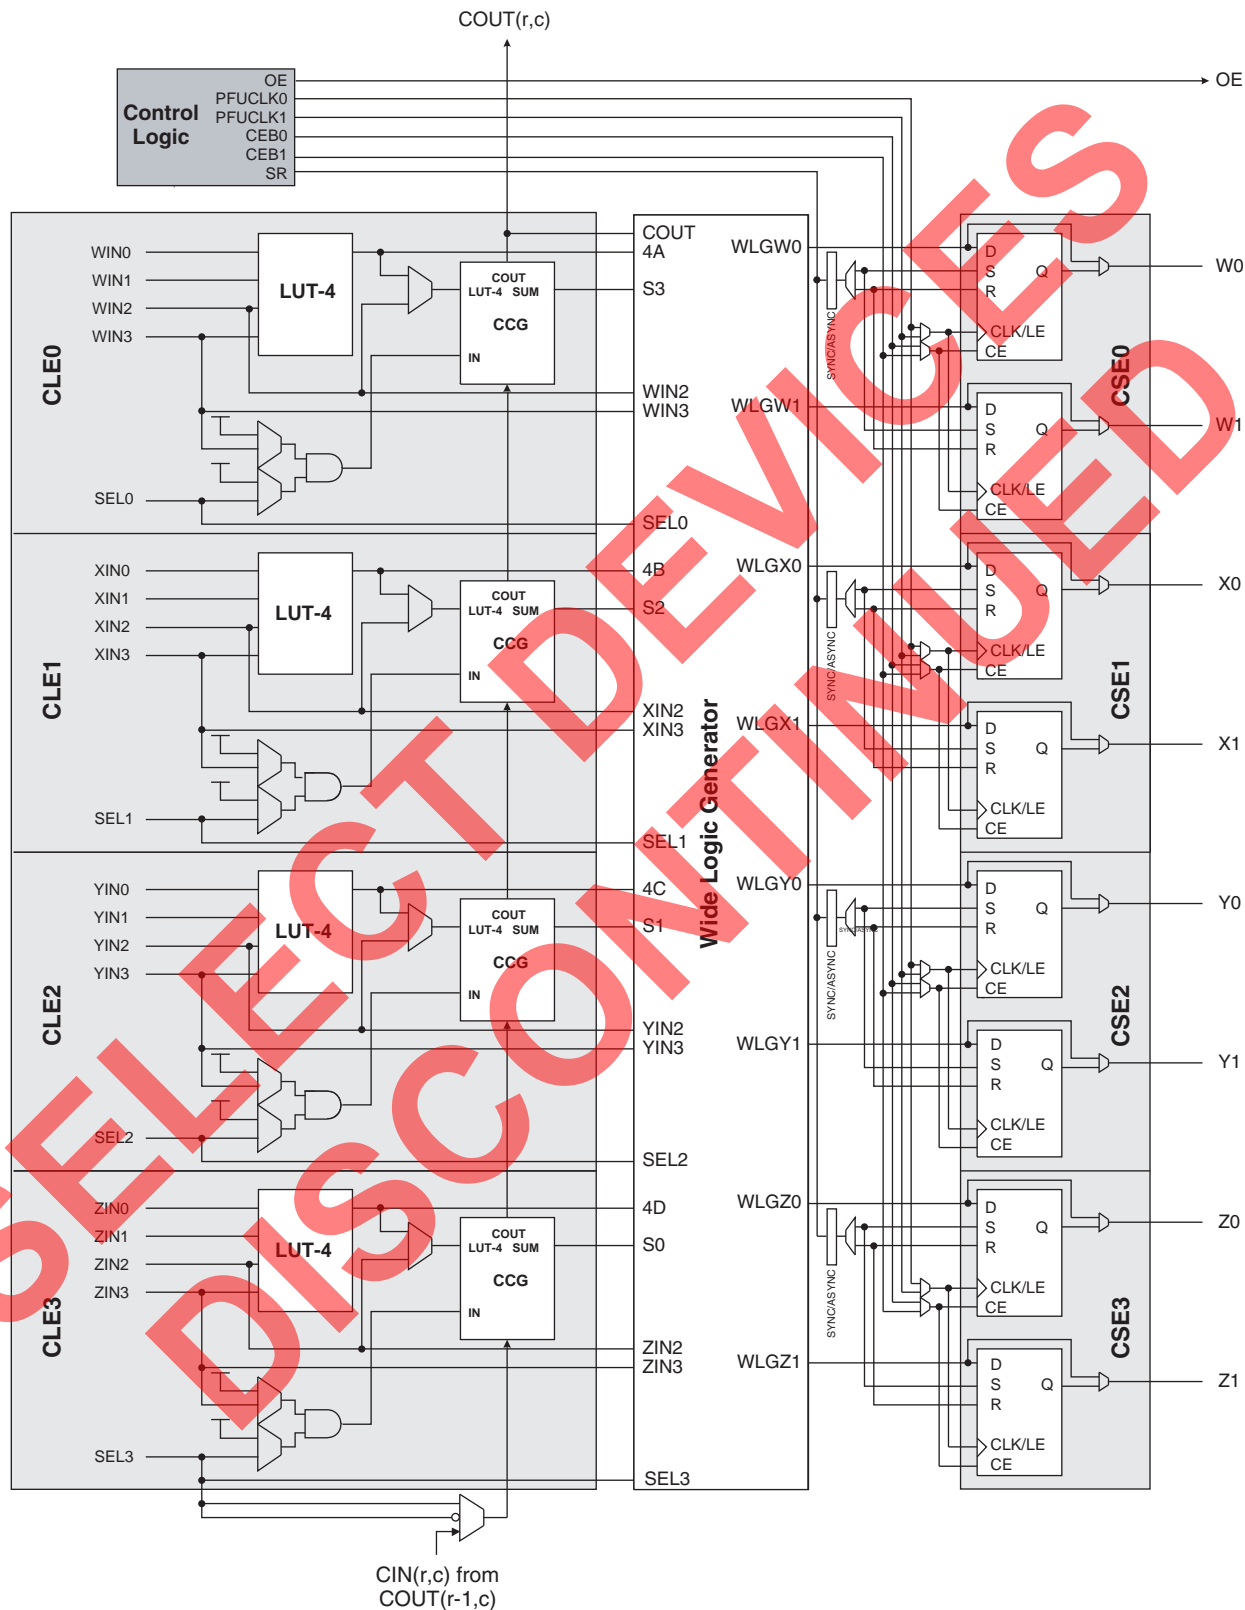 COUT(r,c)
Control
Logic
OE
PFUCLK0
PFUCLK1
CEB0
CEB1
SR
OE
CLE0
WIN0
WIN1
WIN2
WIN3
SEL0
LUT-4
COUT
LUT-4 SUM
CCG
IN
COUT
4A
S3
WIN2
WIN3
SEL0
CLE1
XIN0
XIN1
XIN2
XIN3
SEL1
LUT-4
COUT
LUT-4 SUM
CCG
IN
4B
S2
XIN2
XIN3
SEL1
CLE2
YIN0
YIN1
YIN2
YIN3
SEL2
LUT-4
COUT
LUT-4 SUM
CCG
IN
4C
S1
YIN2
YIN3
SEL2
CLE3
ZIN0
ZIN1
ZIN2
ZIN3
SEL3
LUT-4
COUT
LUT-4 SUM
CCG
IN
4D
S0
ZIN2
ZIN3
SEL3
CIN(r,c) from
COUT(r-1,c)
Wide Logic Generator
WLGW0
WLGW1
WLGX0
WLGX1
WLGY0
WLGY1
WLGZ0
WLGZ1
SYNC/ASYNC
D
S
R
Q
CLK/LE
CE
W0
CSE0
D
S
R
Q
CLK/LE
CE
W1
SYNC/ASYNC
D
S
R
Q
CLK/LE
CE
X0
CSE1
D
S
R
Q
CLK/LE
CE
X1
SYNC/ASYNC
SYNC/ASYNC
D
S
R
Q
CLK/LE
CE
Y0
CSE2
D
S
R
Q
CLK/LE
CE
Y1
SYNC/ASYNC
D
S
R
Q
CLK/LE
CE
Z0
CSE3
D
S
R
Q
CLK/LE
CE
Z1
SELECT DEVICES
DISCONTINUED